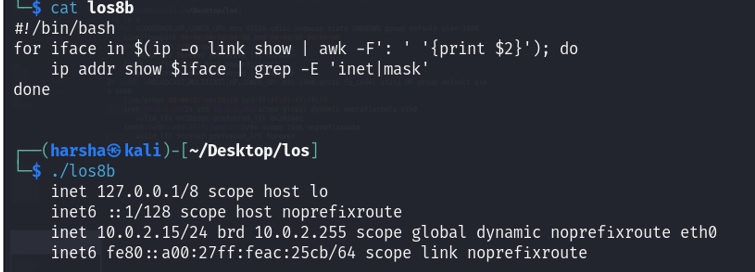 └─$ cat los8b
#!/bin/bash
for iface in $(ip -o link show | awk -F': ' '{print $2}'); do
    ip addr show $iface | grep -E 'inet|mask'
done
┌──(harsha㉿kali)-[~/Desktop/los]
└─$ ./los8b
    inet 127.0.0.1/8 scope host lo
    inet6 ::1/128 scope host noprefixroute
    inet 10.0.2.15/24 brd 10.0.2.255 scope global dynamic noprefixroute eth0
    inet6 fe80::a00:27ff:feac:25cb/64 scope link noprefixroute